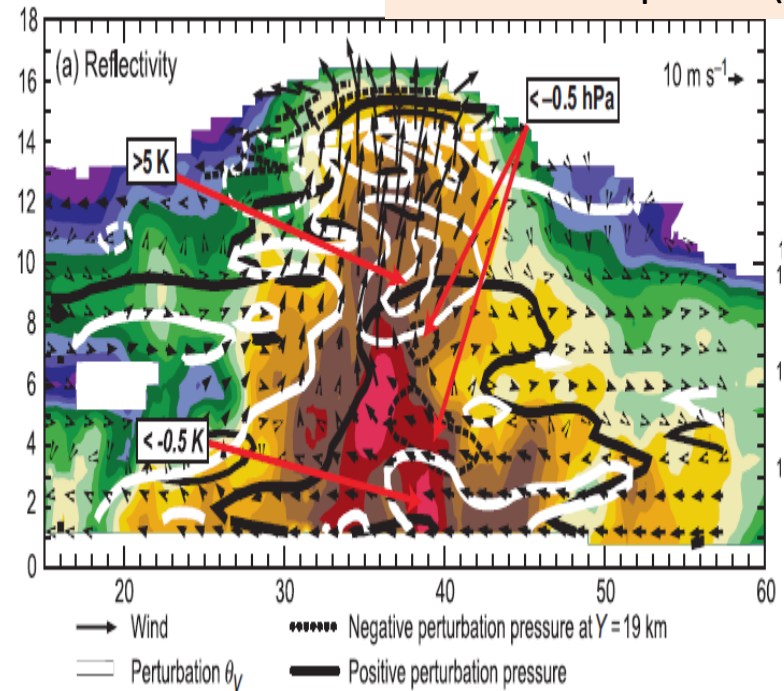 18
(a) Reflectivity
10 m s⁻¹
< –0.5 hPa
16
14
>5 K
12
10
8
6
< -0.5 K
4
2
0
20
30
40
50
60
Wind
Negative perturbation pressure at Y = 19 km
Perturbation θV
Positive perturbation pressure